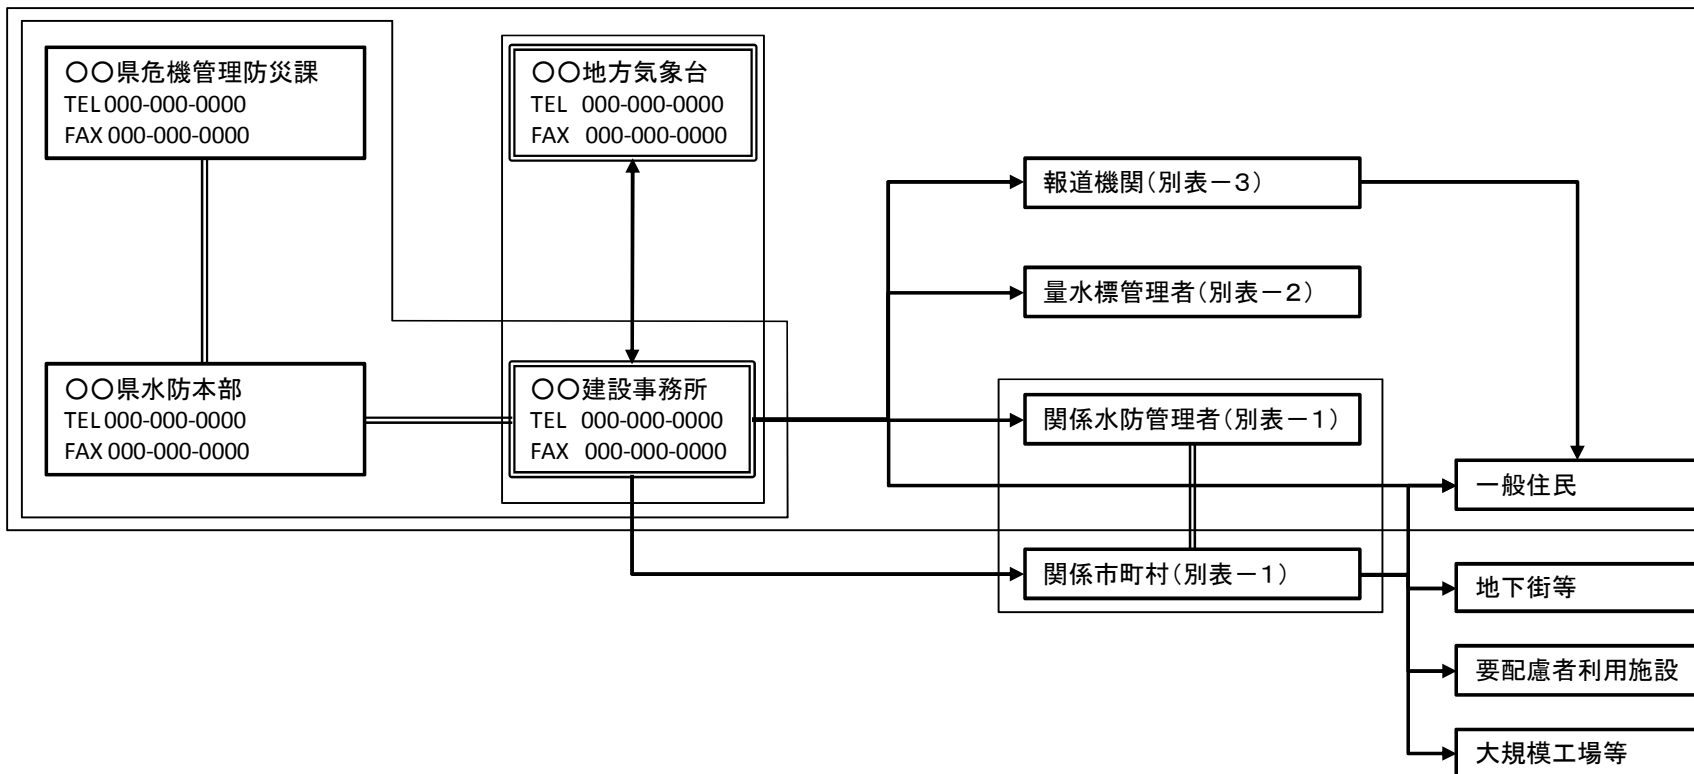 〇〇県危機管理防災課
TEL 000-000-0000
FAX 000-000-0000
〇〇地方気象台
TEL 000-000-0000
FAX 000-000-0000
報道機関(別表-3)
量水標管理者(別表-2)
〇〇県水防本部
TEL 000-000-0000
FAX 000-000-0000
〇〇建設事務所
TEL 000-000-0000
FAX 000-000-0000
関係水防管理者(別表-1)
一般住民
関係市町村(別表-1)
地下街等
要配慮者利用施設
大規模工場等